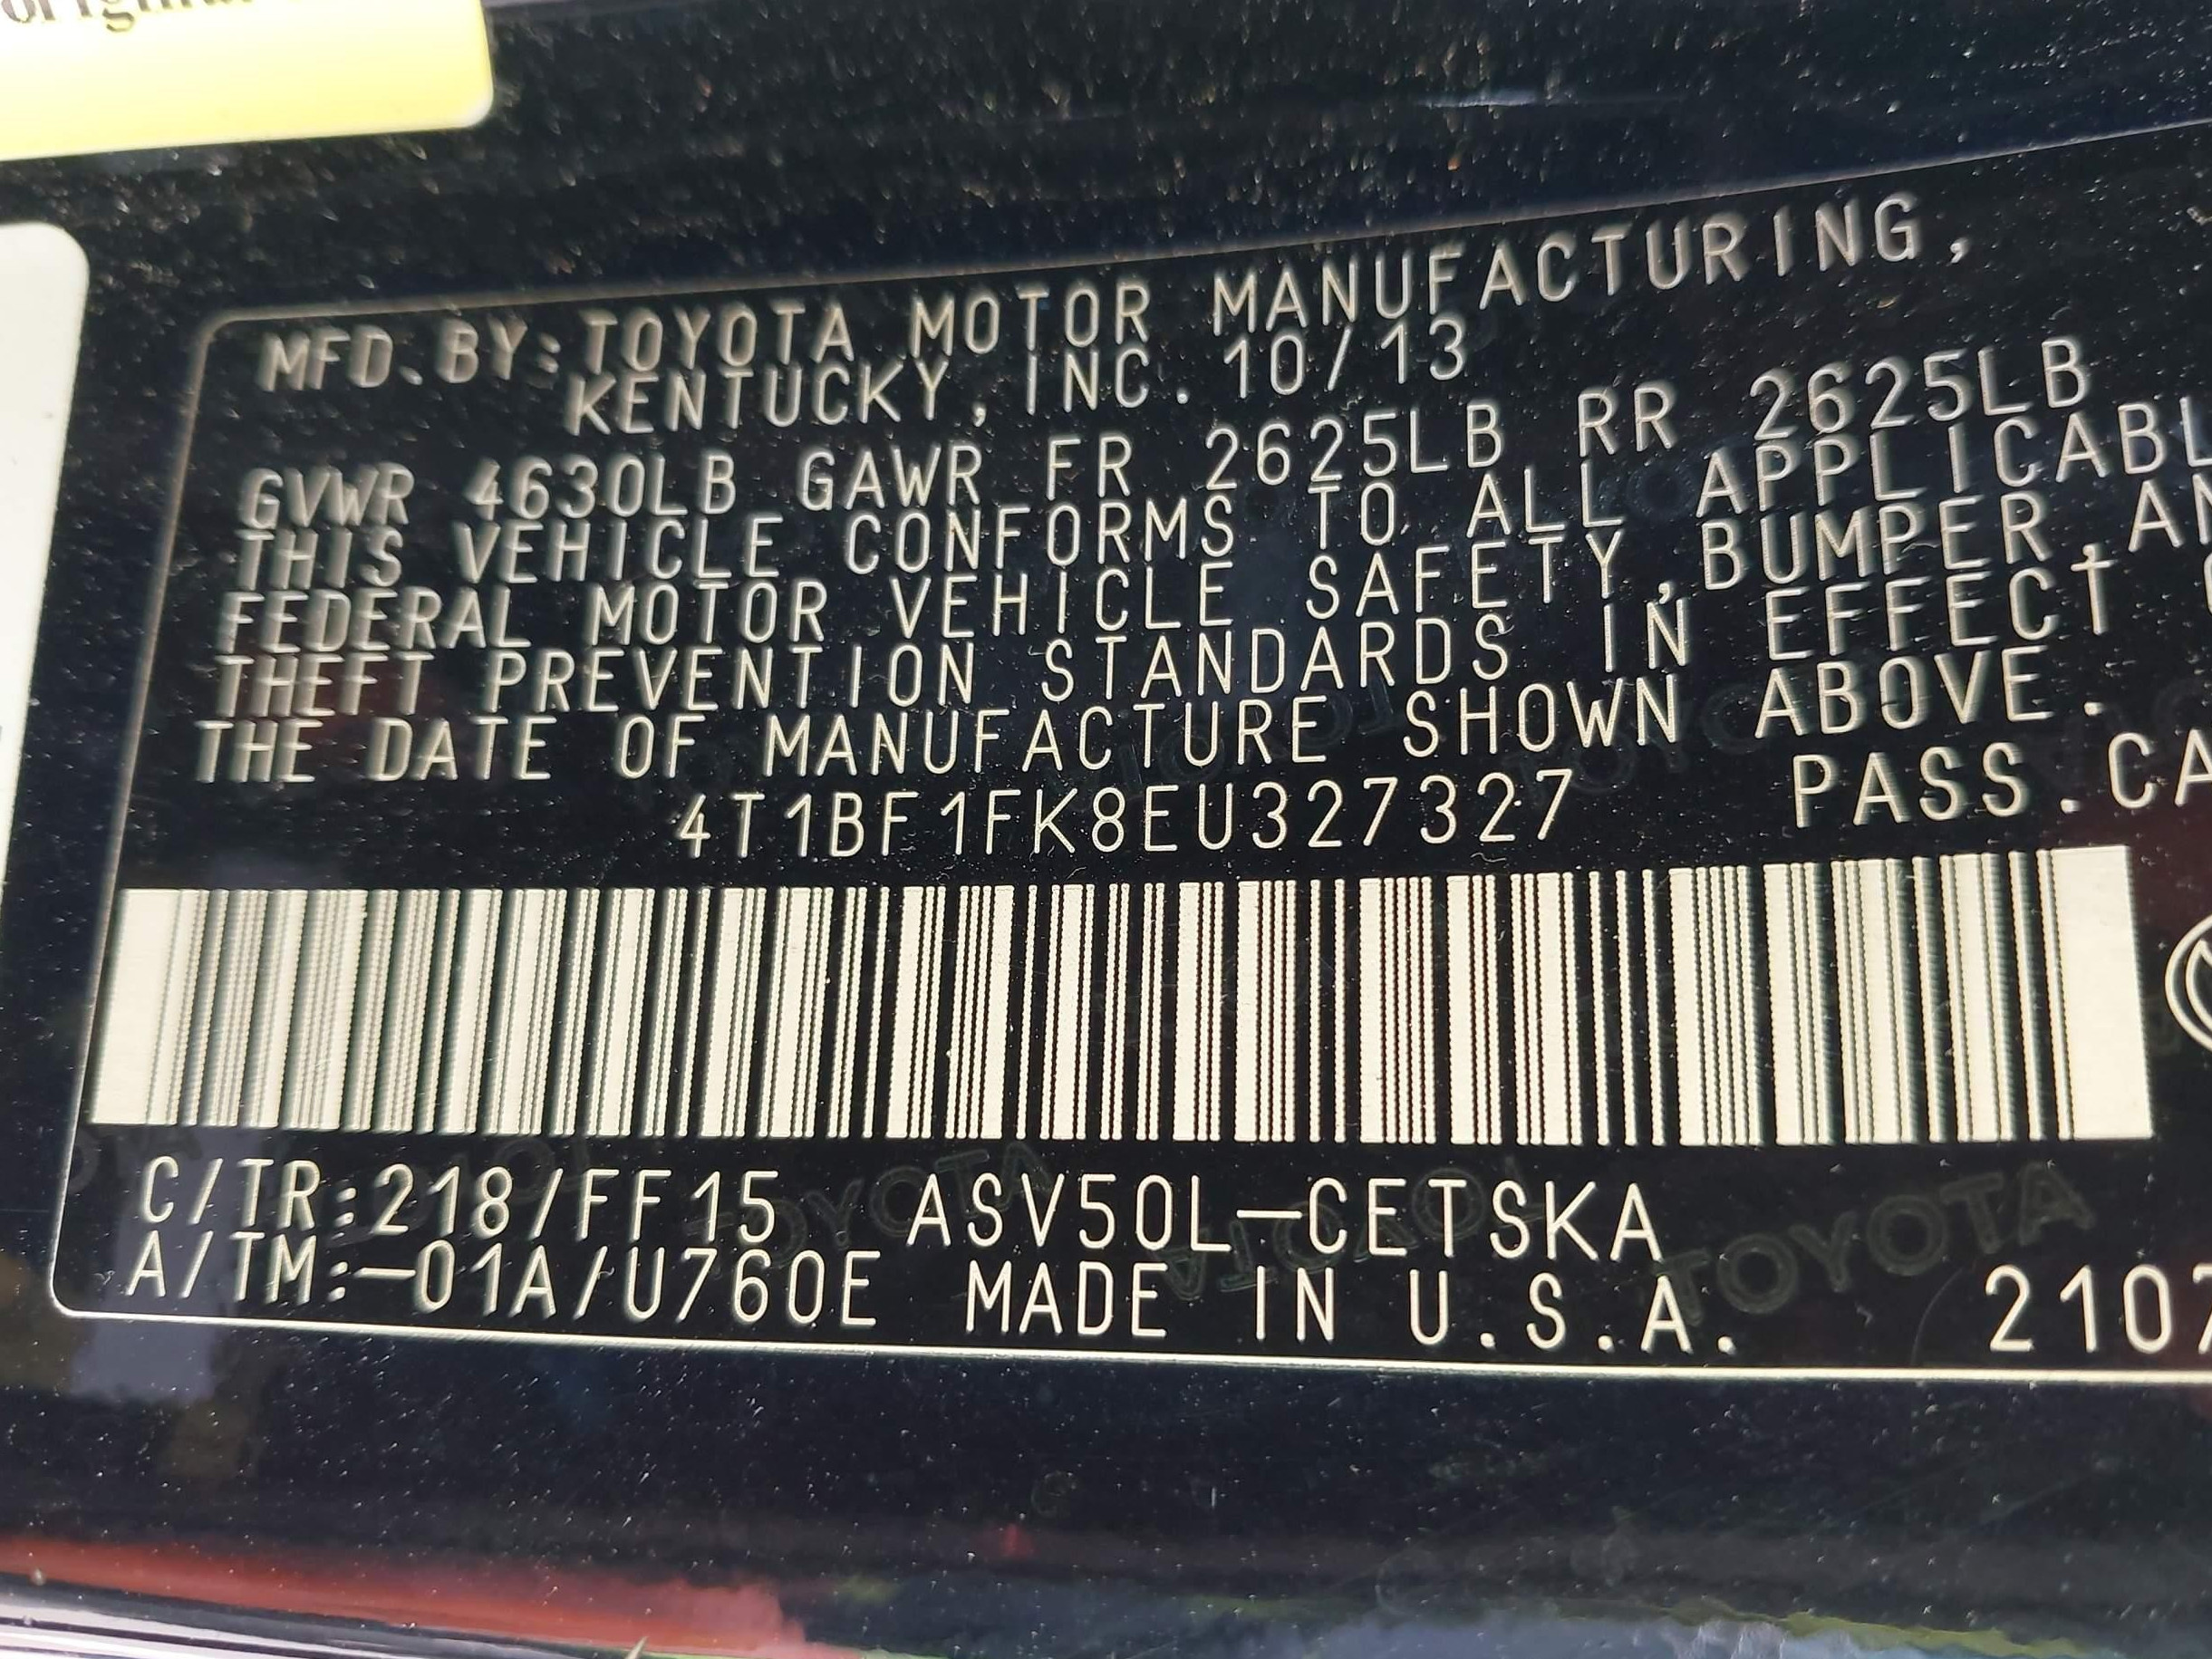 MFD.BY:TOYOTA MOTOR MANUFACTURING,
KENTUCKY, INC. 10/13
GVWR 4630LB GAWR FR 2625LB RR 2625LB
THIS VEHICLE CONFORMS TO ALL APPLICABL
FEDERAL MOTOR VEHICLE SAFETY,BUMPER,AN
THEFT PREVENTION STANDARDS IN EFFECT
THE DATE OF MANUFACTURE SHOWN ABOVE.
4T1BF1FK8EU327327 PASS.CA
C/TR:218/FF15 ASV50L-CETSKA
A/TM:-01A/U760E MADE IN U.S.A. 2107